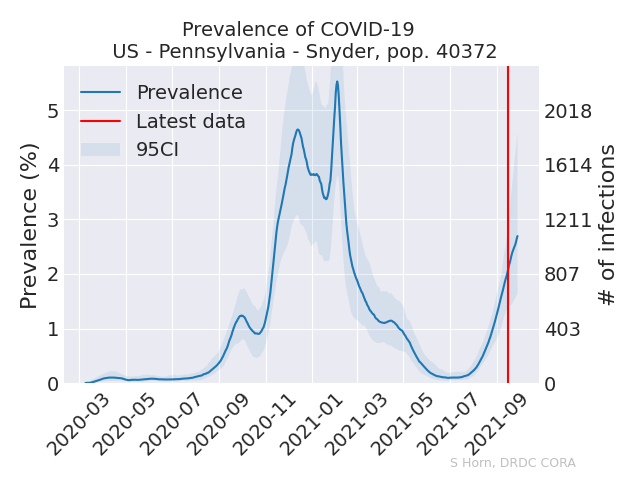 Prevalence of COVID-19
US - Pennsylvania - Snyder, pop. 40372
Prevalence
Latest data
95CI
Prevalence (%)
5
4
3
2
1
0
# of infections
2018
1614
1211
807
403
0
2020-03
2020-05
2020-07
2020-09
2020-11
2021-01
2021-03
2021-05
2021-07
2021-09
S Horn, DRDC CORA